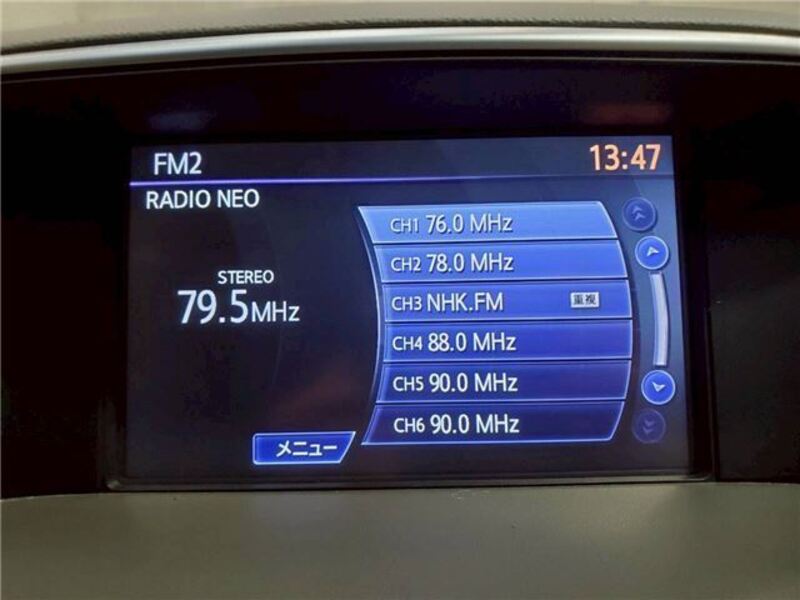 FM2
13:47
RADIO NEO
STEREO
79.5MHz
CH1 76.0 MHz
CH2 78.0 MHz
CH3 NHK.FM 重複
CH4 88.0 MHz
CH5 90.0 MHz
CH6 90.0 MHz
メニュー